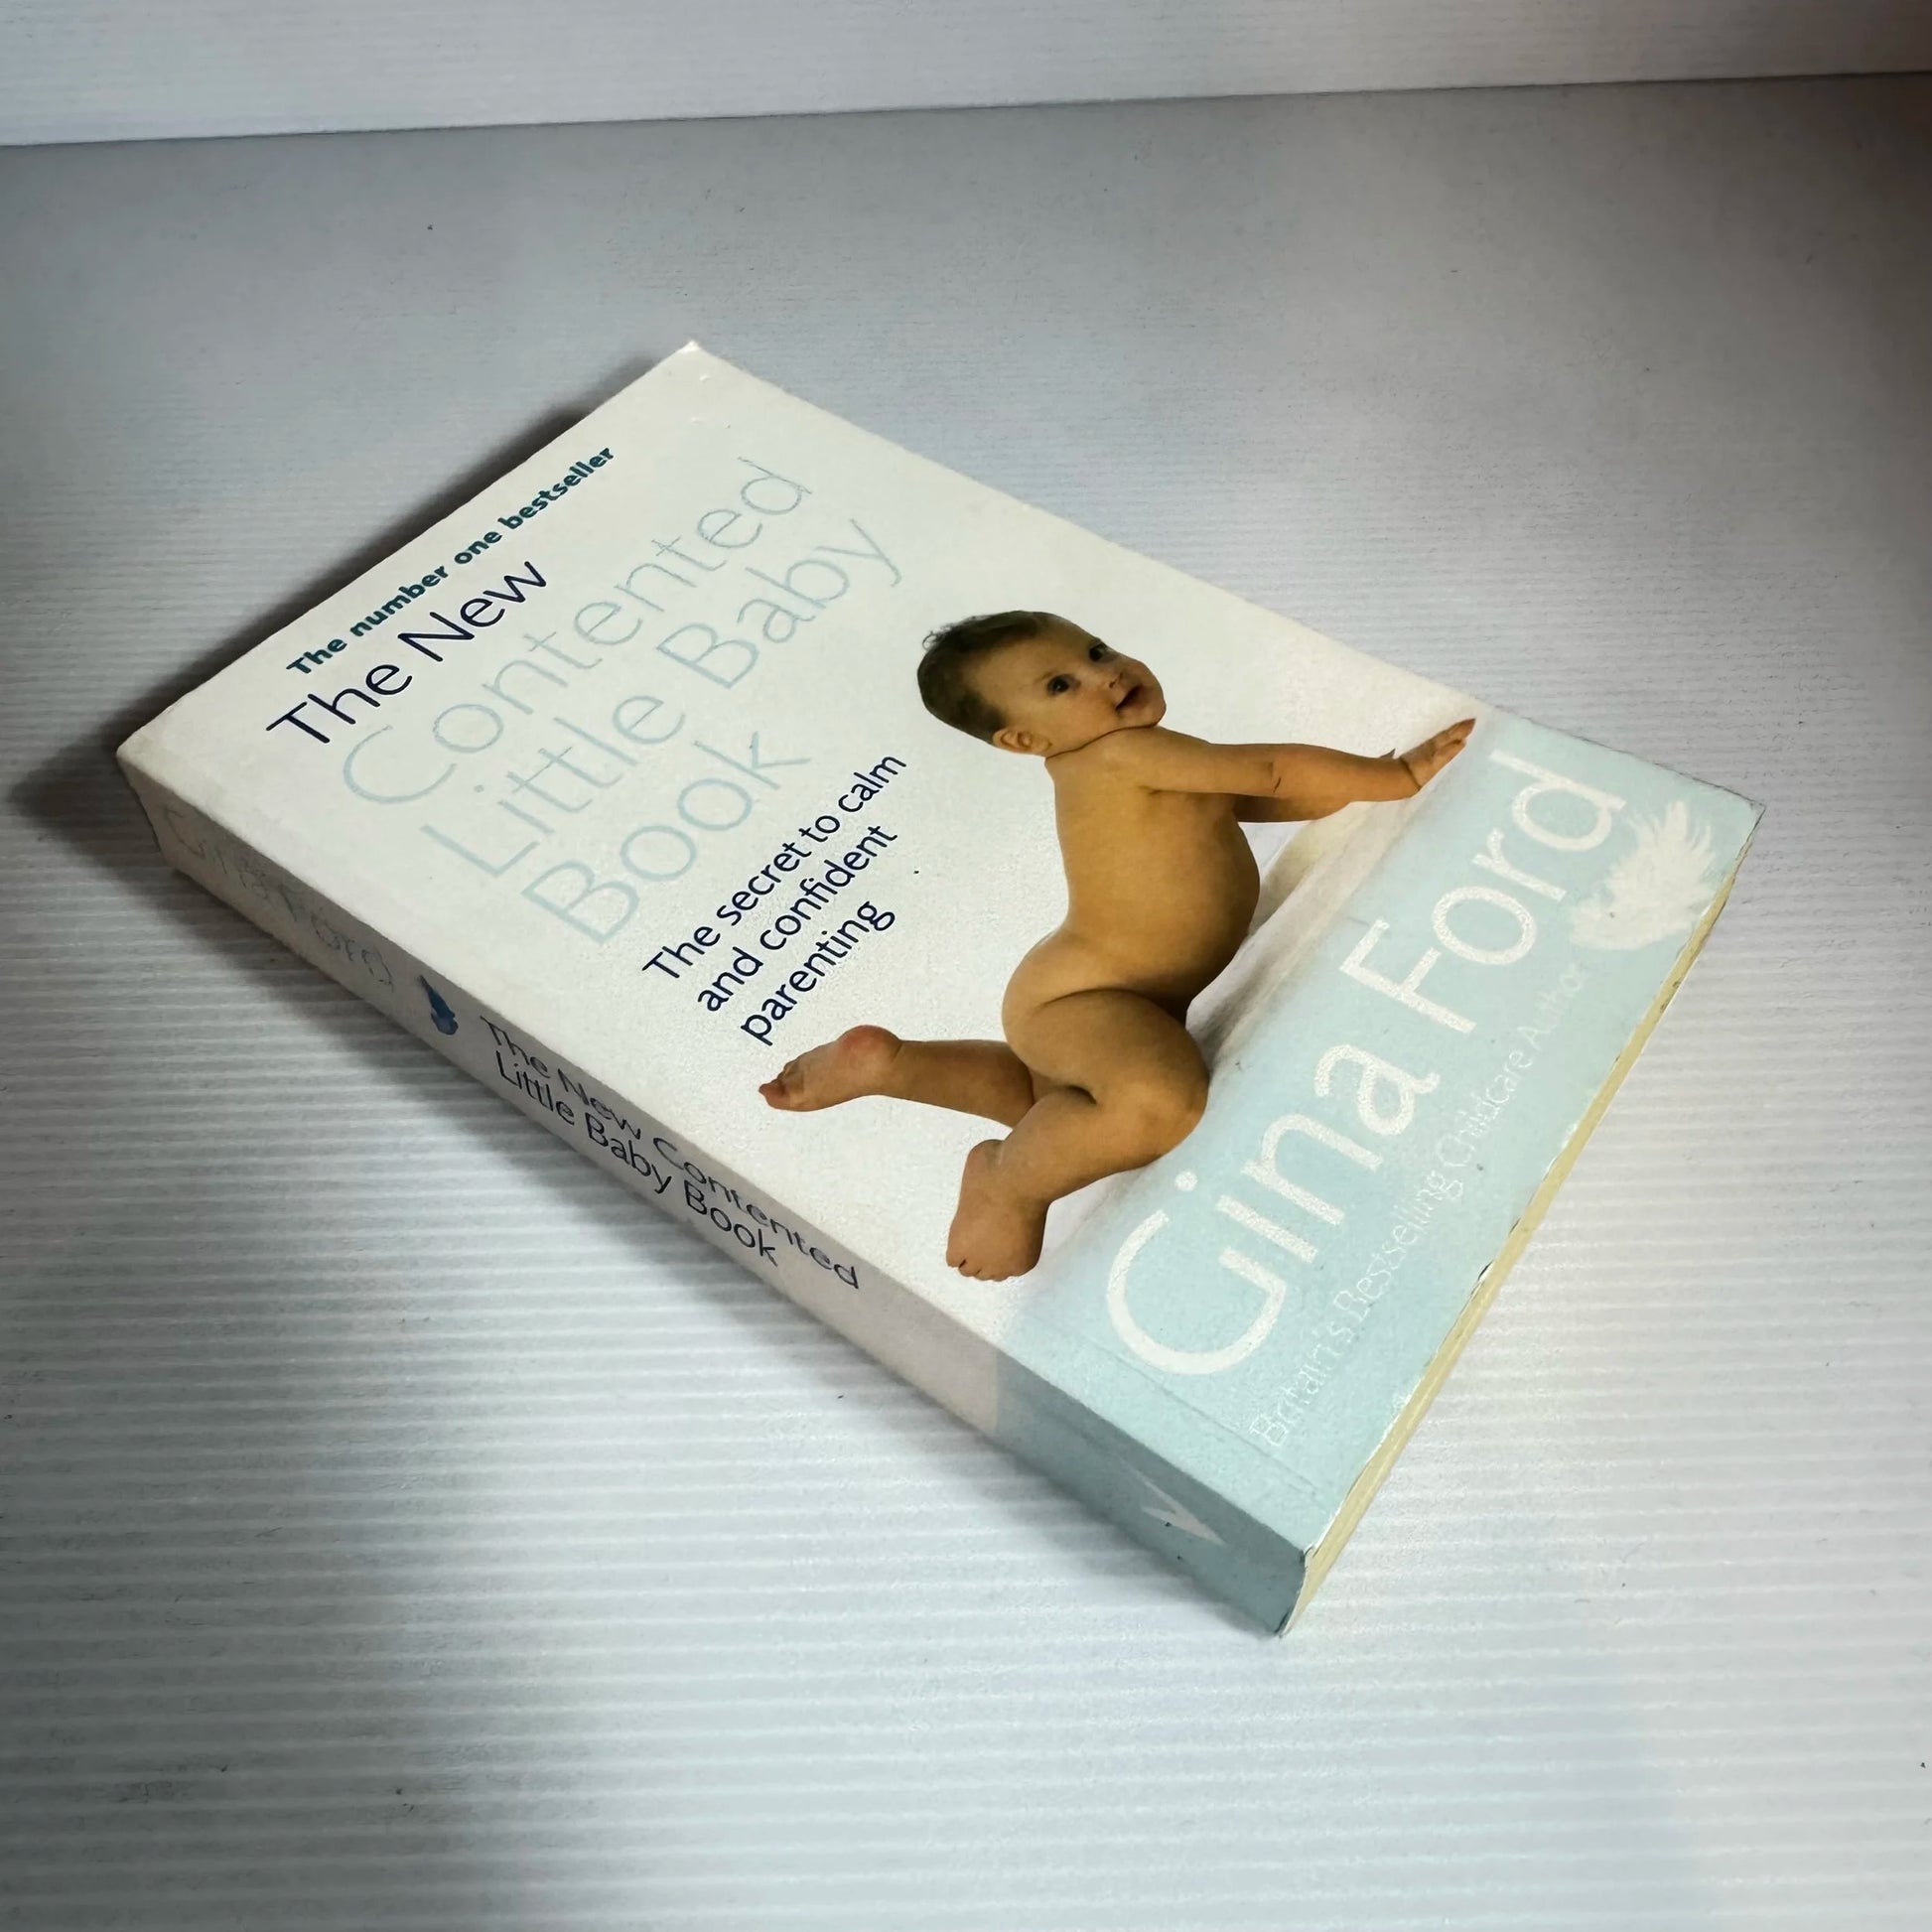 The number one bestseller
The New
Contented
Little Baby
Book
The secret to calm
and confident
parenting
Gina Ford
Britain's Bestselling Childcare Author
Gina Ford
The New Contented
Little Baby Book
V